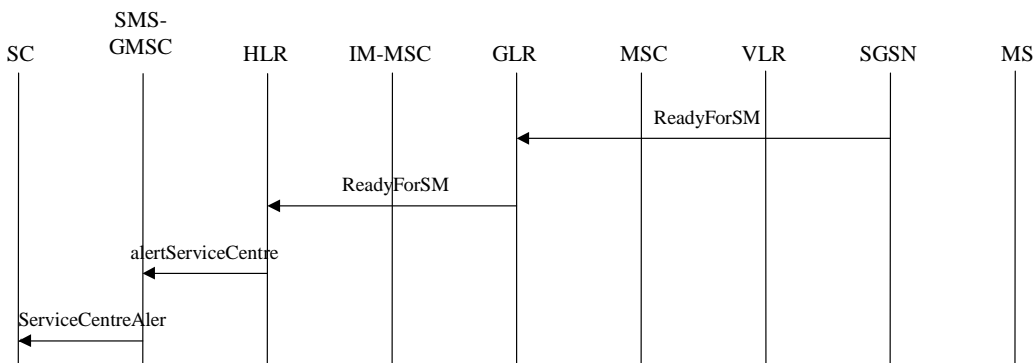 SMS-
GMSC
SC HLR IM-MSC GLR MSC VLR SGSN MS
ReadyForSM
ReadyForSM
alertServiceCentre
ServiceCentreAler